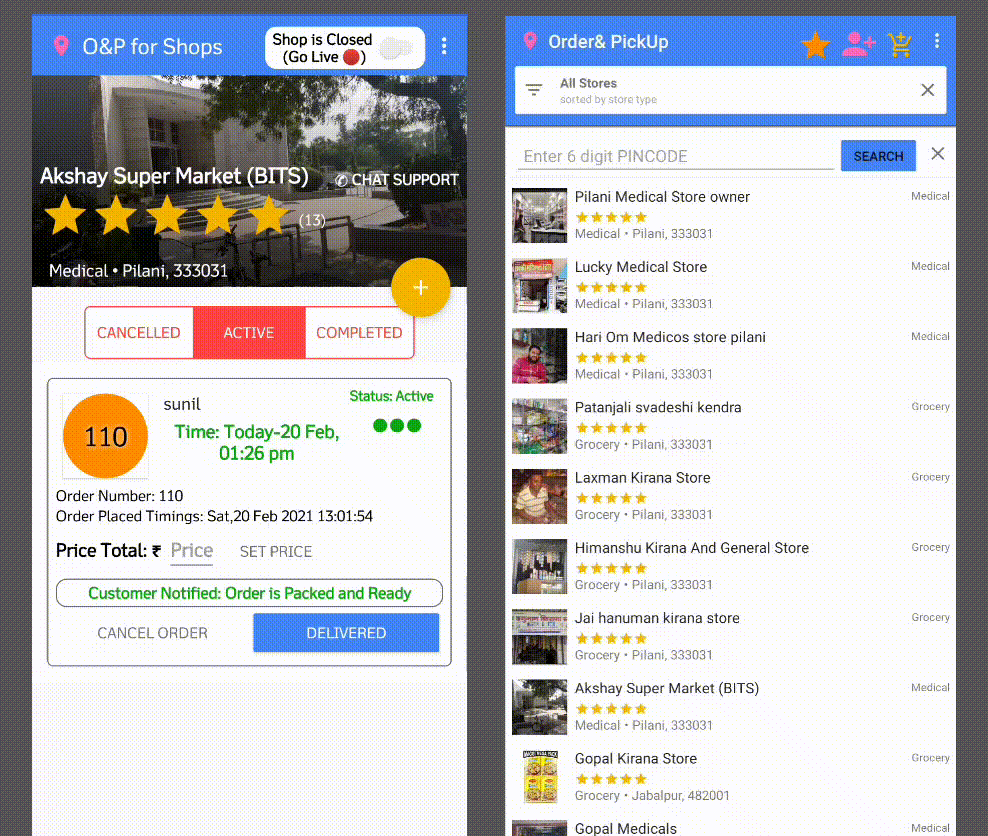 O&P for Shops
Shop is Closed
(Go Live 🔴)
Akshay Super Market (BITS)
✆ CHAT SUPPORT
(13)
Medical • Pilani, 333031
+
CANCELLED
ACTIVE
COMPLETED
110
sunil
Status: Active
Time: Today-20 Feb,
01:26 pm
Order Number: 110
Order Placed Timings: Sat,20 Feb 2021 13:01:54
Price Total: ₹ Price SET PRICE
Customer Notified: Order is Packed and Ready
CANCEL ORDER
DELIVERED
Order& PickUp
All Stores
sorted by store type
Enter 6 digit PINCODE
SEARCH
Pilani Medical Store owner
Medical
Medical • Pilani, 333031
Lucky Medical Store
Medical
Medical • Pilani, 333031
Hari Om Medicos store pilani
Medical
Medical • Pilani, 333031
Patanjali svadeshi kendra
Grocery
Grocery • Pilani, 333031
Laxman Kirana Store
Grocery
Grocery • Pilani, 333031
Himanshu Kirana And General Store
Grocery
Grocery • Pilani, 333031
Jai hanuman kirana store
Grocery
Grocery • Pilani, 333031
Akshay Super Market (BITS)
Medical
Medical • Pilani, 333031
Gopal Kirana Store
Grocery
Grocery • Jabalpur, 482001
Gopal Medicals
Medical